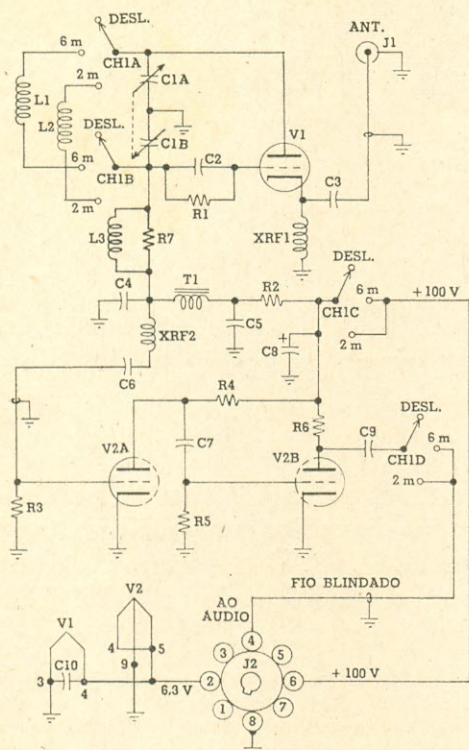 ANT.
J1
DESL.
6 m
CH1A
C1A
2 m
L1
L2
V1
DESL.
C1B
C2
C3
6 m
CH1B
2 m
R1
XRF1
L3
R7
DESL.
C4
T1
R2
6 m
+ 100 V
CH1C
C5
2 m
XRF2
C8
+
C6
R4
DESL.
C7
R6
C9
6 m
V2A
V2B
CH1D
2 m
R3
R5
FIO BLINDADO
V2
AO
AUDIO
V1
4
3
5
4
5
J2
C10
9
6,3 V
2
6
+ 100 V
3
4
1
7
8